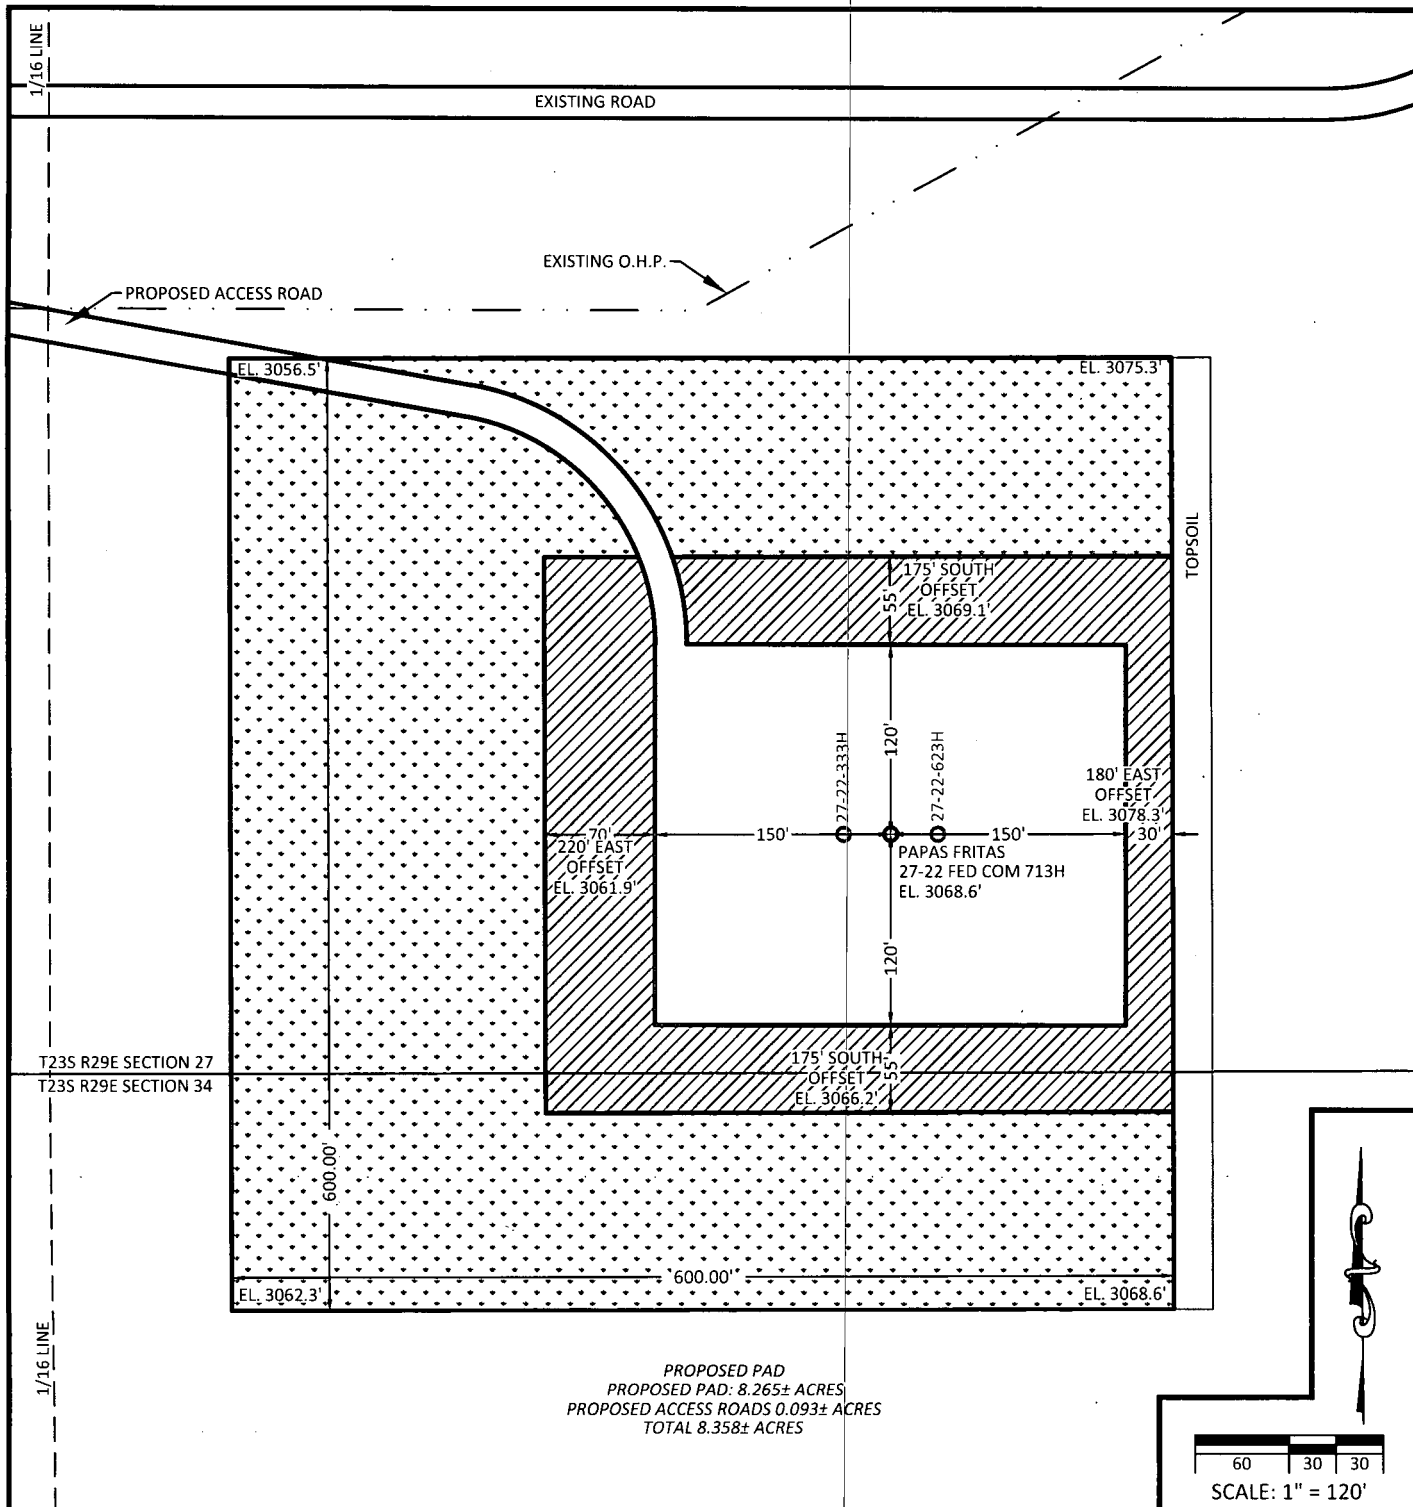 1/16 LINE
EXISTING ROAD
EXISTING O.H.P.
PROPOSED ACCESS ROAD
EL. 3056.5'
EL. 3075.3'
TOPSOIL
175' SOUTH
OFFSET
EL. 3069.1'
55'
120'
27-22-333H
27-22-623H
180' EAST
OFFSET
EL. 3078.3'
70'
150'
150'
30'
220' EAST
OFFSET
EL. 3061.9'
PAPAS FRITAS
27-22 FED COM 713H
EL. 3068.6'
120'
175' SOUTH
OFFSET
EL. 3066.2'
55'
T23S R29E SECTION 27
T23S R29E SECTION 34
600.00'
600.00'
EL. 3062.3'
EL. 3068.6'
1/16 LINE
PROPOSED PAD
PROPOSED PAD: 8.265± ACRES
PROPOSED ACCESS ROADS 0.093± ACRES
TOTAL 8.358± ACRES
60 30 30
SCALE: 1" = 120'